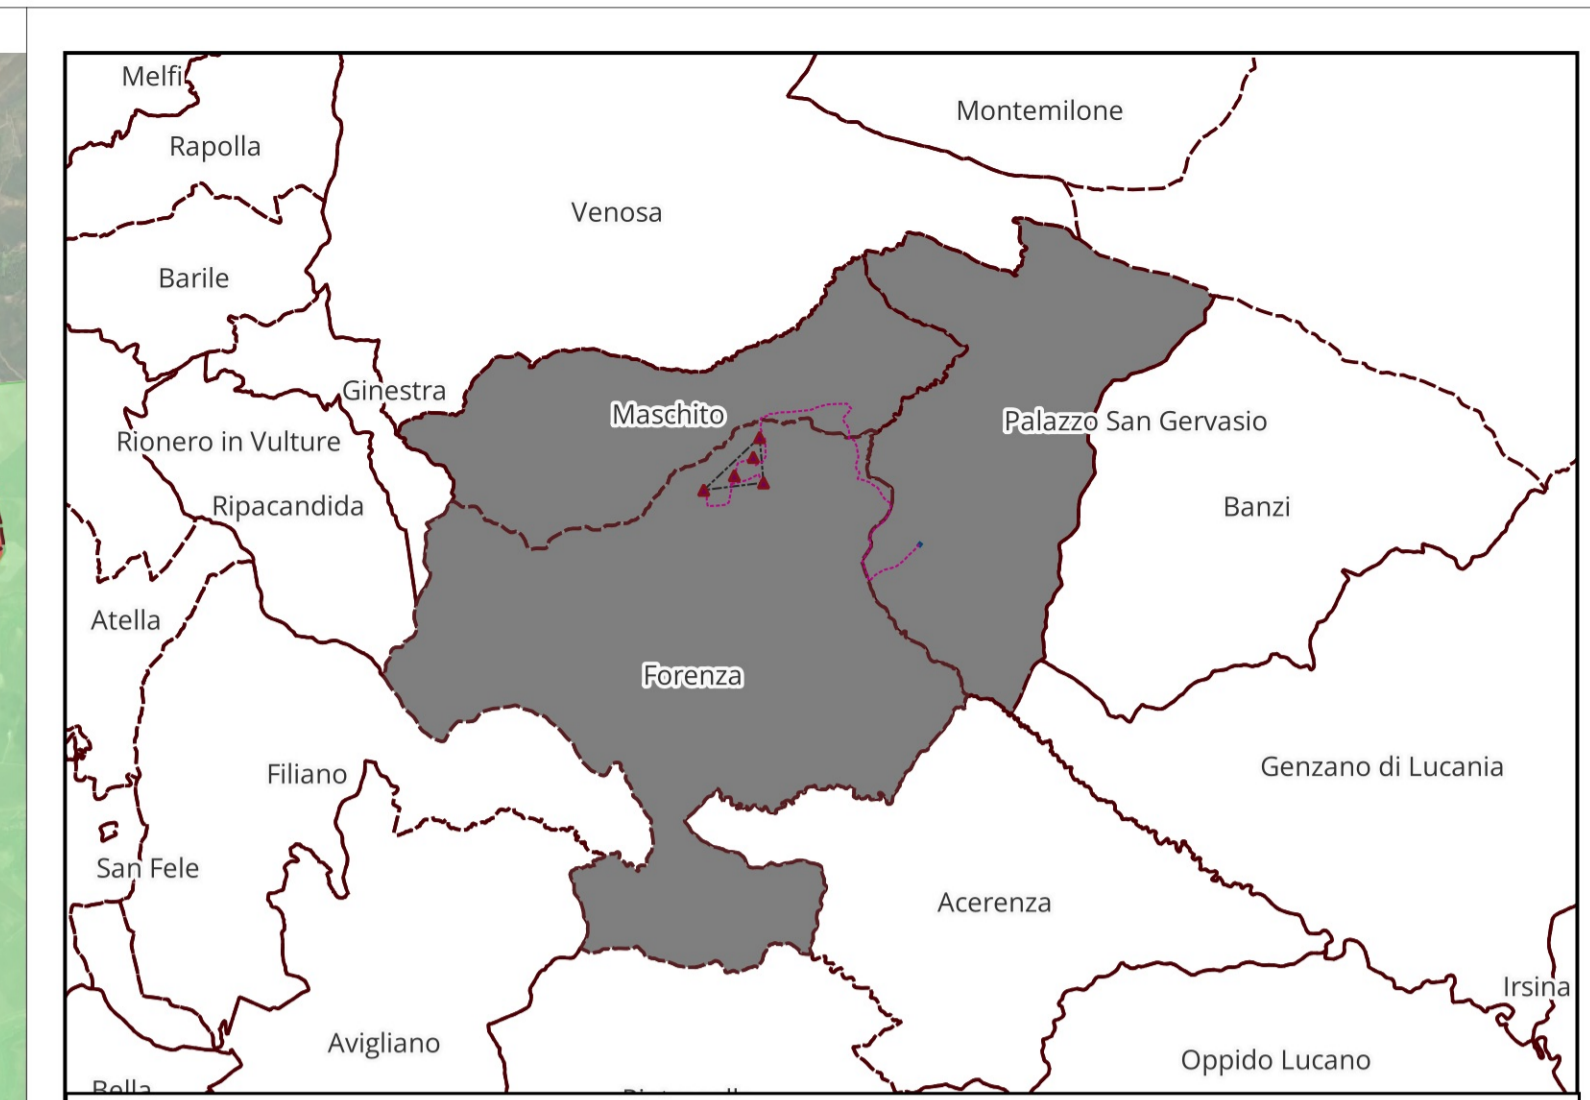 Melfi
Montemilone
Rapolla
Venosa
Barile
Ginestra
Maschito
Palazzo San Gervasio
Rionero in Vulture
Ripacandida
Banzi
Atella
Forenza
Genzano di Lucania
Filiano
San Fele
Acerenza
Irsina
Avigliano
Oppido Lucano
Bella